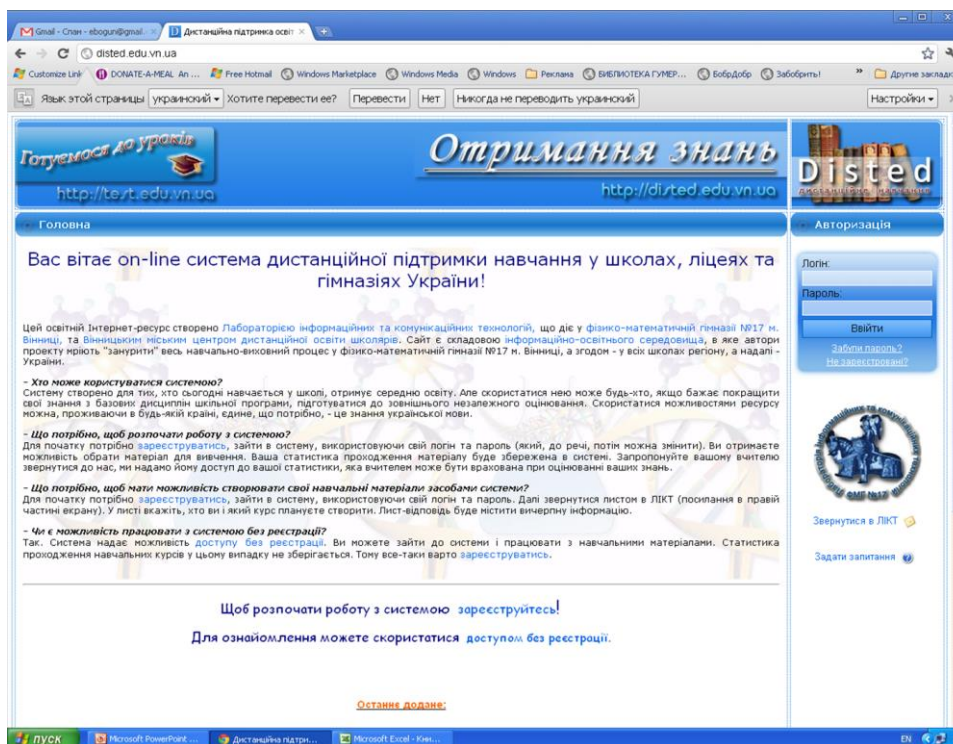 Gmail - Спам - ebogun@gmail.
Дистанційна підтримка осві
disted.edu.vn.ua
Customize Link DONATE-A-MEAL An ... Free Hotmail Windows Marketplace Windows Media Windows Реклама БИБЛИОТЕКА ГУМЕР... БобрДобр Забобрить! » Другие закладк
Язык этой страницы украинский Хотите перевести ее? Перевести Нет Никогда не переводить украинский Настройки
Готуємося до уроків
http://test.edu.vn.ua
Отримання знань
http://disted.edu.vn.ua
Disted
дистанційне навчання
Головна
Авторизація
Вас вітає on-line система дистанційної підтримки навчання у школах, ліцеях та
гімназіях України!
Цей освітній Інтернет-ресурс створено Лабораторією інформаційних та комунікаційних технологій, що діє у фізико-математичній гімназії №17 м.
Вінниці, та Вінницьким міським центром дистанційної освіти школярів. Сайт є складовою інформаційно-освітнього середовища, в яке автори
проекту мріють "занурити" весь навчально-виховний процес у фізико-математичній гімназії №17 м. Вінниці, а згодом - у всіх школах регіону, а надалі -
України.
- Хто може користуватися системою?
Систему створено для тих, хто сьогодні навчається у школі, отримує середню освіту. Але скористатися нею може будь-хто, якщо бажає покращити
свої знання з базових дисциплін шкільної програми, підготуватися до зовнішнього незалежного оцінювання. Скористатися можливостями ресурсу
можна, проживаючи в будь-якій країні, єдине, що потрібно, - це знання української мови.
- Що потрібно, щоб розпочати роботу з системою?
Для початку потрібно зареєструватись, зайти в систему, використовуючи свій логін та пароль (який, до речі, потім можна змінити). Ви отримаєте
можливість обрати матеріал для вивчення. Ваша статистика проходження матеріалу буде збережена в системі. Запропонуйте вашому вчителю
звернутися до нас, ми надамо йому доступ до вашої статистики, яка вчителем може бути врахована при оцінюванні ваших знань.
- Що потрібно, щоб мати можливість створювати свої навчальні матеріали засобами системи?
Для початку потрібно зареєструватись, зайти в систему, використовуючи свій логін та пароль. Далі звернутися листом в ЛІКТ (посилання в правій
частині екрану). У листі вкажіть, хто ви і який курс плануєте створити. Лист-відповідь буде містити вичерпну інформацію.
- Чи є можливість працювати з системою без реєстрації?
Так. Система надає можливість доступу без реєстрації. Ви можете зайти до системи і працювати з навчальними матеріалами. Статистика
проходження навчальних курсів у цьому випадку не зберігається. Тому все-таки варто зареєструватись.
Щоб розпочати роботу з системою зареєструйтесь!
Для ознайомлення можете скористатися доступом без реєстрації.
Останнє додане:
Логін:
Пароль:
Ввійти
Забули пароль?
Не зареєстровані?
Звернутися в ЛІКТ
Задати запитання
пуск Microsoft PowerPoint ... Дистанційна підтри... Microsoft Excel - Кни... EN